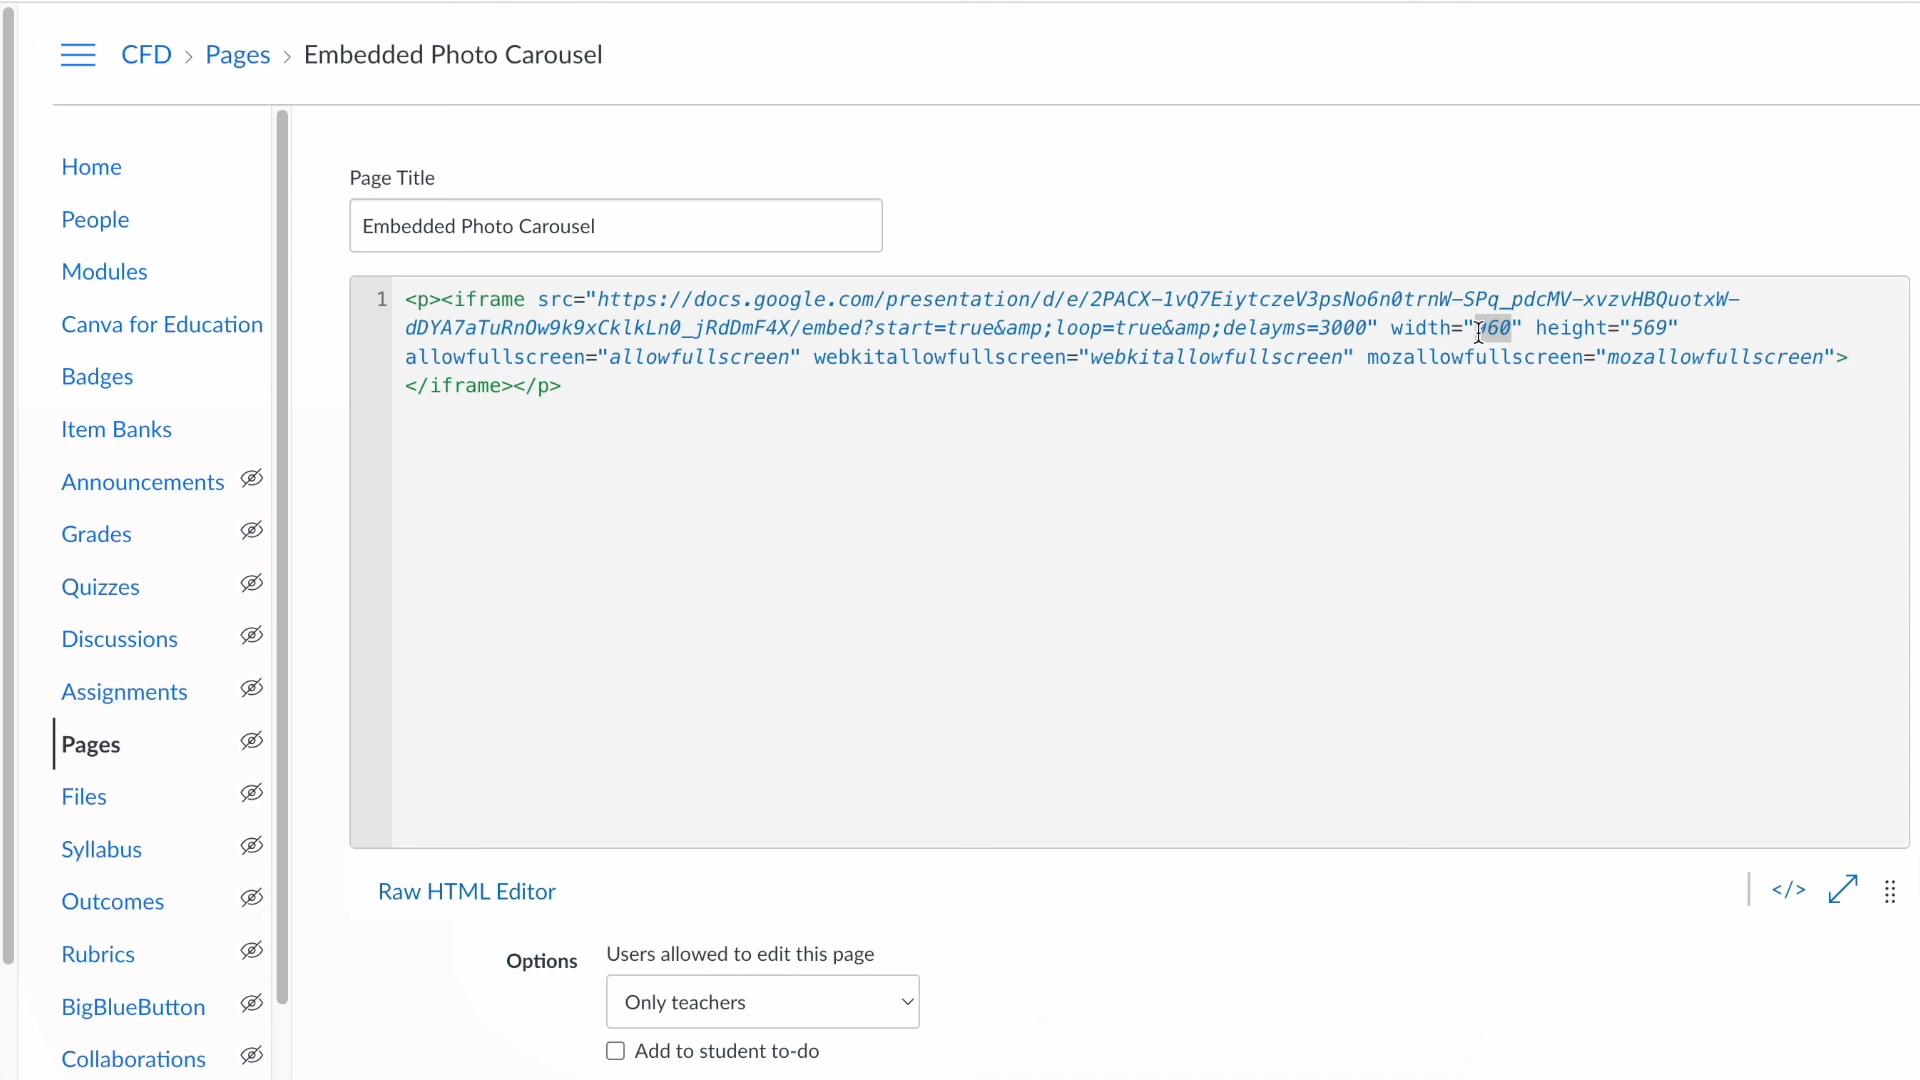 CFD > Pages > Embedded Photo Carousel
Home
People
Modules
Canva for Education
Badges
Item Banks
Announcements
Grades
Quizzes
Discussions
Assignments
Pages
Files
Syllabus
Outcomes
Rubrics
BigBlueButton
Collaborations
Page Title
Embedded Photo Carousel
1 <p><iframe src="https://docs.google.com/presentation/d/e/2PACX-1vQ7EiytczeV3psNo6n0trnW-SPq_pdcMV-xvzvHBQuotxW-
dDYA7aTuRnOw9k9xCklkLn0_jRdDmF4X/embed?start=true&amp;loop=true&amp;delayms=3000" width="960" height="569"
allowfullscreen="allowfullscreen" webkitallowfullscreen="webkitallowfullscreen" mozallowfullscreen="mozallowfullscreen">
</iframe></p>
Raw HTML Editor </>
Options
Users allowed to edit this page
Only teachers
Add to student to-do